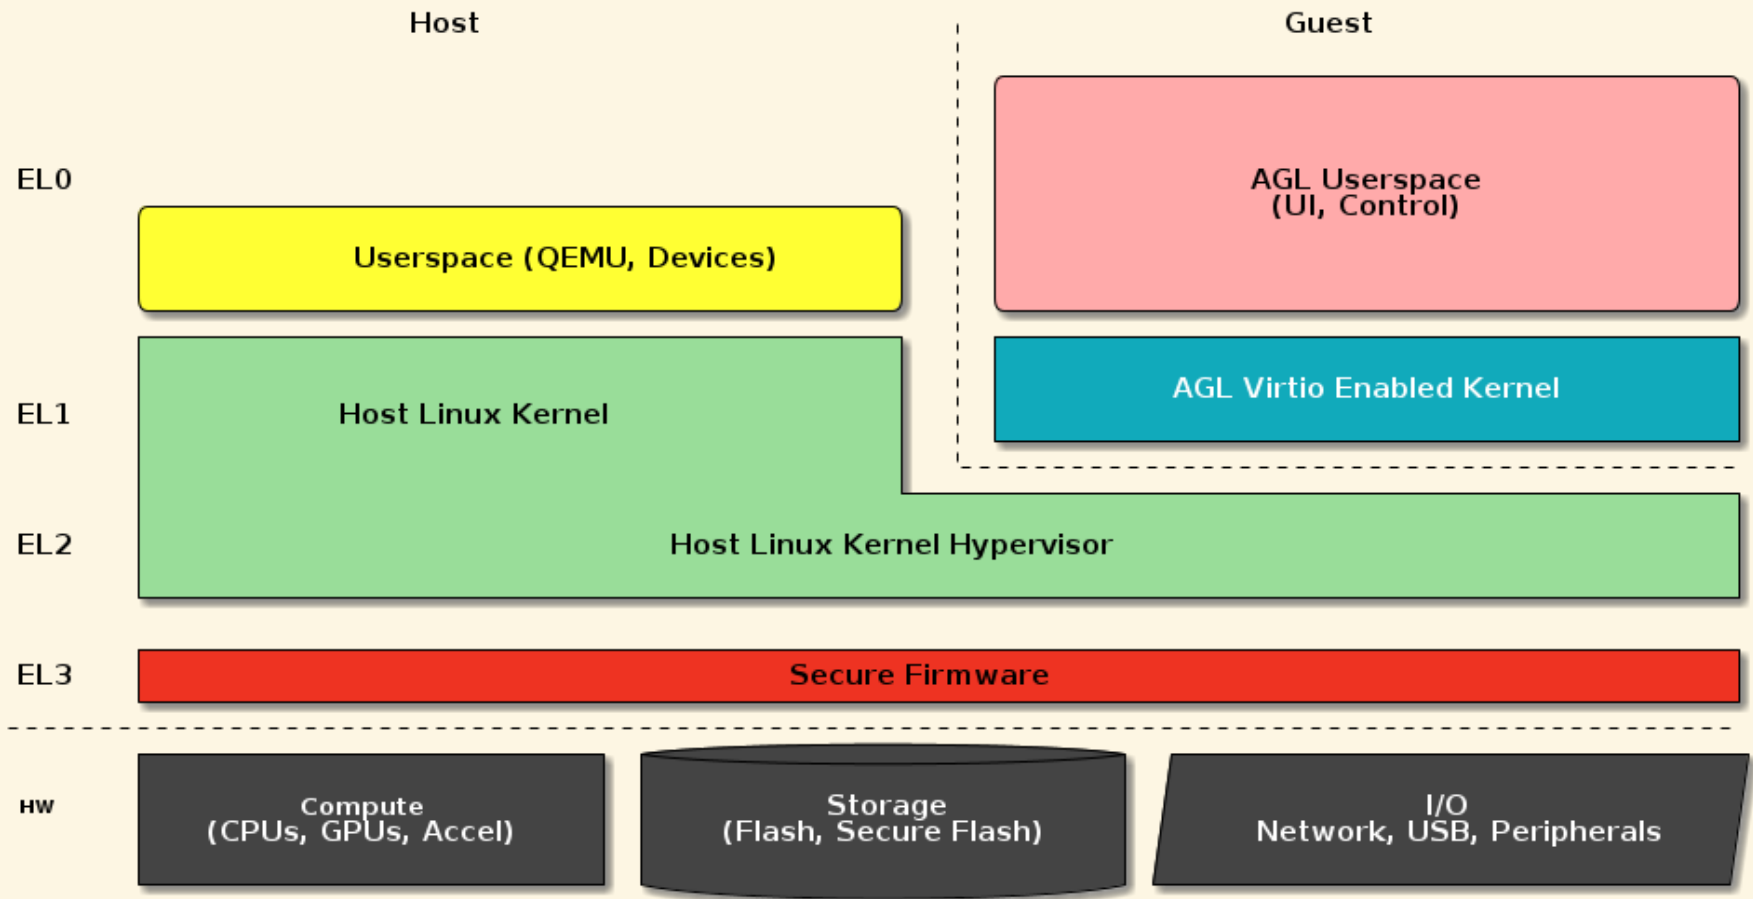 Host
Guest
EL0
AGL Userspace
(UI, Control)
Userspace (QEMU, Devices)
EL1
Host Linux Kernel
AGL Virtio Enabled Kernel
EL2
Host Linux Kernel Hypervisor
EL3
Secure Firmware
HW
Compute
(CPUs, GPUs, Accel)
Storage
(Flash, Secure Flash)
I/O
Network, USB, Peripherals